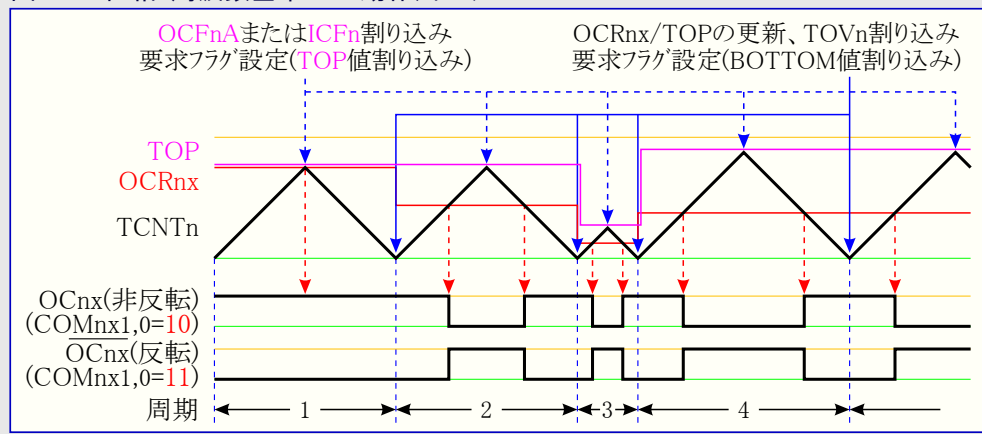 OCFnAまたはICFn割り込み
要求フラグ設定(TOP値割り込み)
OCRnx/TOPの更新、TOVn割り込み
要求フラグ設定(BOTTOM値割り込み)
TOP
OCRnx
TCNTn
OCnx(非反転)
(COMnx1,0=10)
OCnx(反転)
(COMnx1,0=11)
周期
1
2
3
4